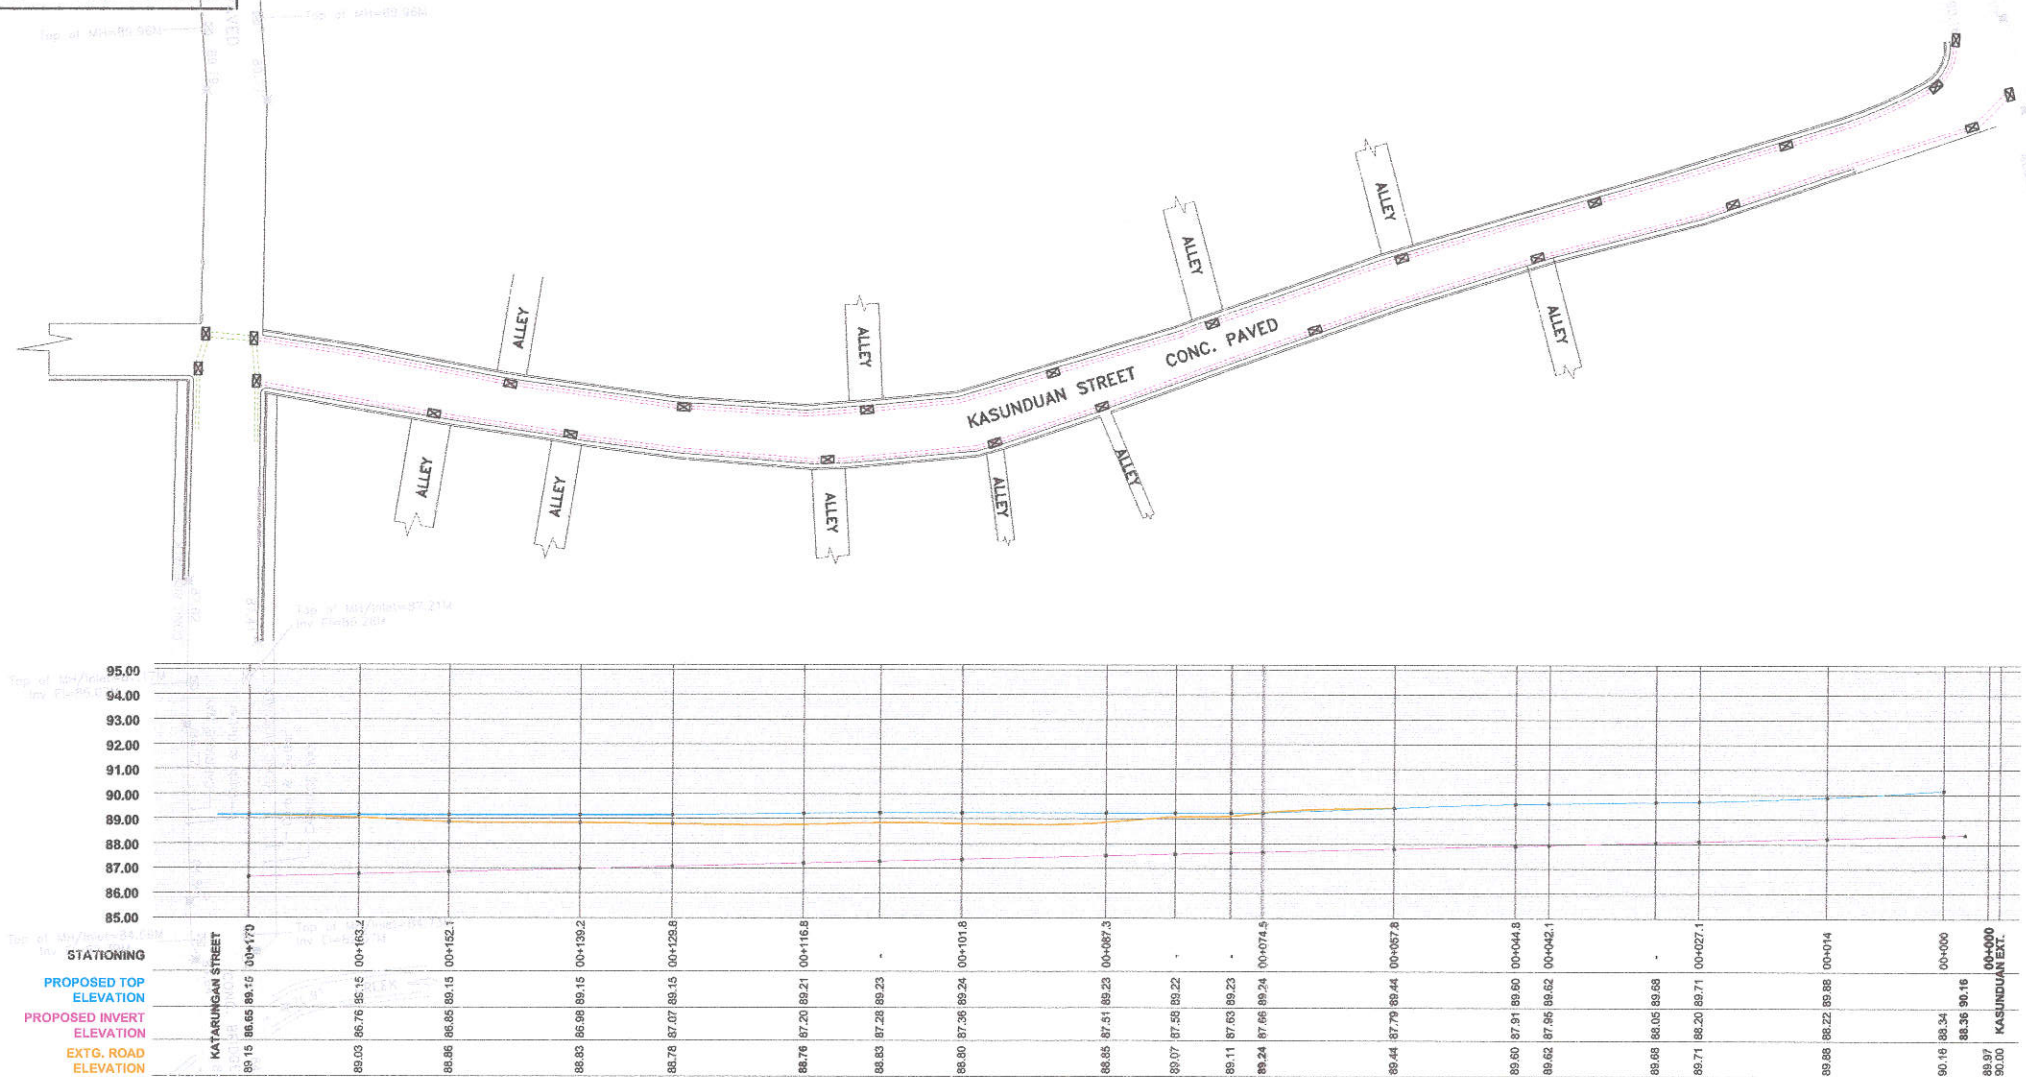 Top of MH=89.96M
ALLEY
ALLEY
ALLEY
ALLEY
KASUNDUAN STREET CONC. PAVED
ALLEY
ALLEY
ALLEY
ALLEY
ALLEY
ALLEY
Top of MH/Inlet=87.21M
95.00
94.00
93.00
92.00
91.00
90.00
89.00
88.00
87.00
86.00
85.00
STATIONING
00+170 00+163.2 00+152.1 00+139.2 00+129.8 00+116.8 - 00+101.8 00+087.3 - - 00+074.5 00+057.8 00+044.8 00+042.1 - 00+027.1 00+014 00+000 00+000
PROPOSED TOP
ELEVATION
89.15 89.15 89.15 89.15 89.15 89.21 89.23 89.24 89.23 89.22 89.23 89.24 89.44 89.60 89.62 89.68 89.71 89.88 90.16
PROPOSED INVERT
ELEVATION
86.65 86.76 86.85 86.98 87.07 87.20 87.28 87.36 87.51 87.58 87.63 87.66 87.79 87.91 87.95 88.05 88.20 88.22 88.34 88.36
EXTG. ROAD
ELEVATION
89.15 89.03 88.86 88.83 88.78 88.76 88.83 88.80 88.85 89.07 89.11 89.24 89.44 89.60 89.62 89.68 89.71 89.88 90.16 89.97
90.00
KATARUNGAN STREET
KASUNDUAN EXT.